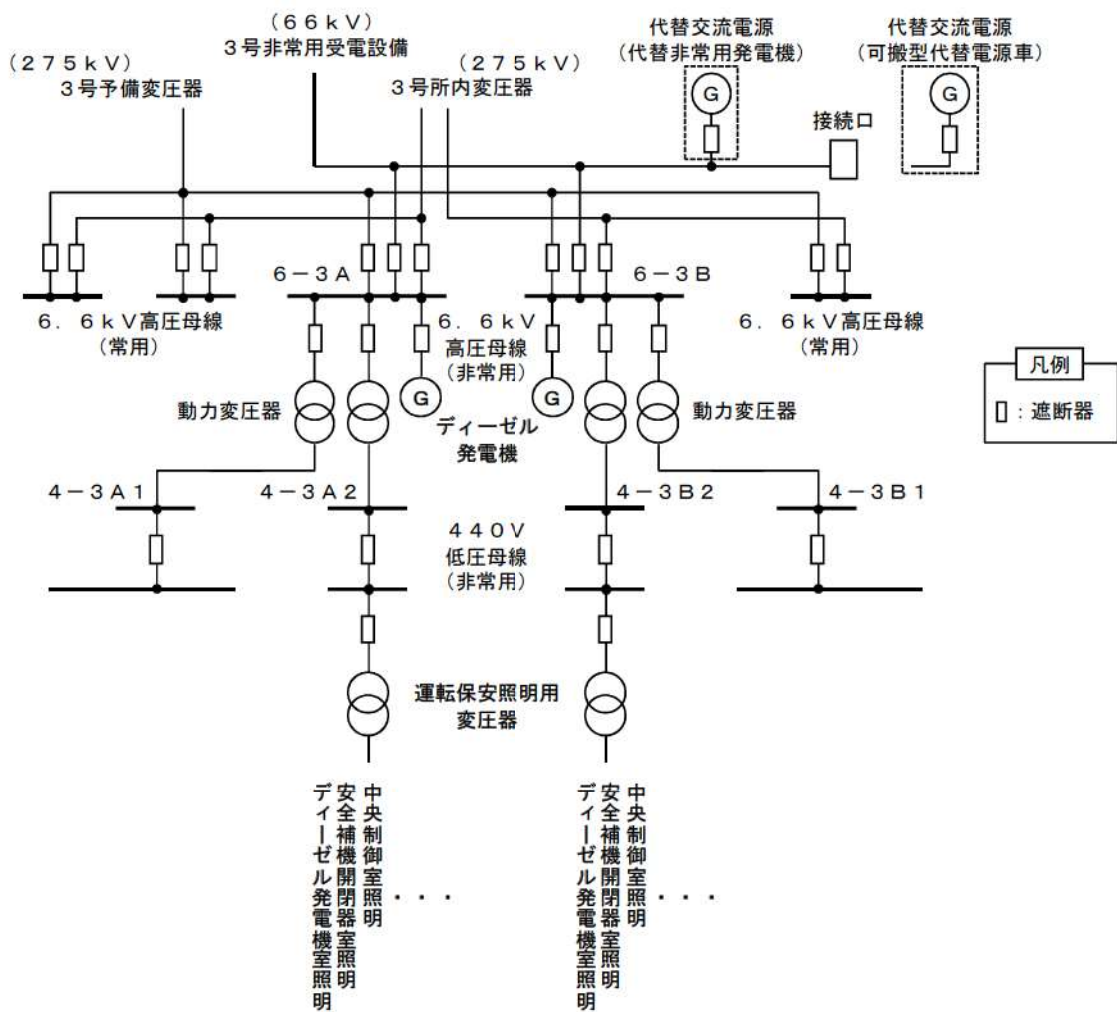 (66kV)
3号非常用受電設備
(275kV)
3号予備変圧器
(275kV)
3号所内変圧器
代替交流電源
(代替非常用発電機)
G
代替交流電源
(可搬型代替電源車)
G
接続口
6-3A
6-3B
6.6kV高圧母線
(常用)
6.6kV
高圧母線
(非常用)
6.6kV高圧母線
(常用)
凡例
:遮断器
動力変圧器
G
G
動力変圧器
ディーゼル
発電機
4-3A1
4-3A2
4-3B2
4-3B1
440V
低圧母線
(非常用)
運転保安照明用
変圧器
中央制御室照明
安全補機開閉器室照明
ディーゼル発電機室照明
・・・
中央制御室照明
安全補機開閉器室照明
ディーゼル発電機室照明
・・・